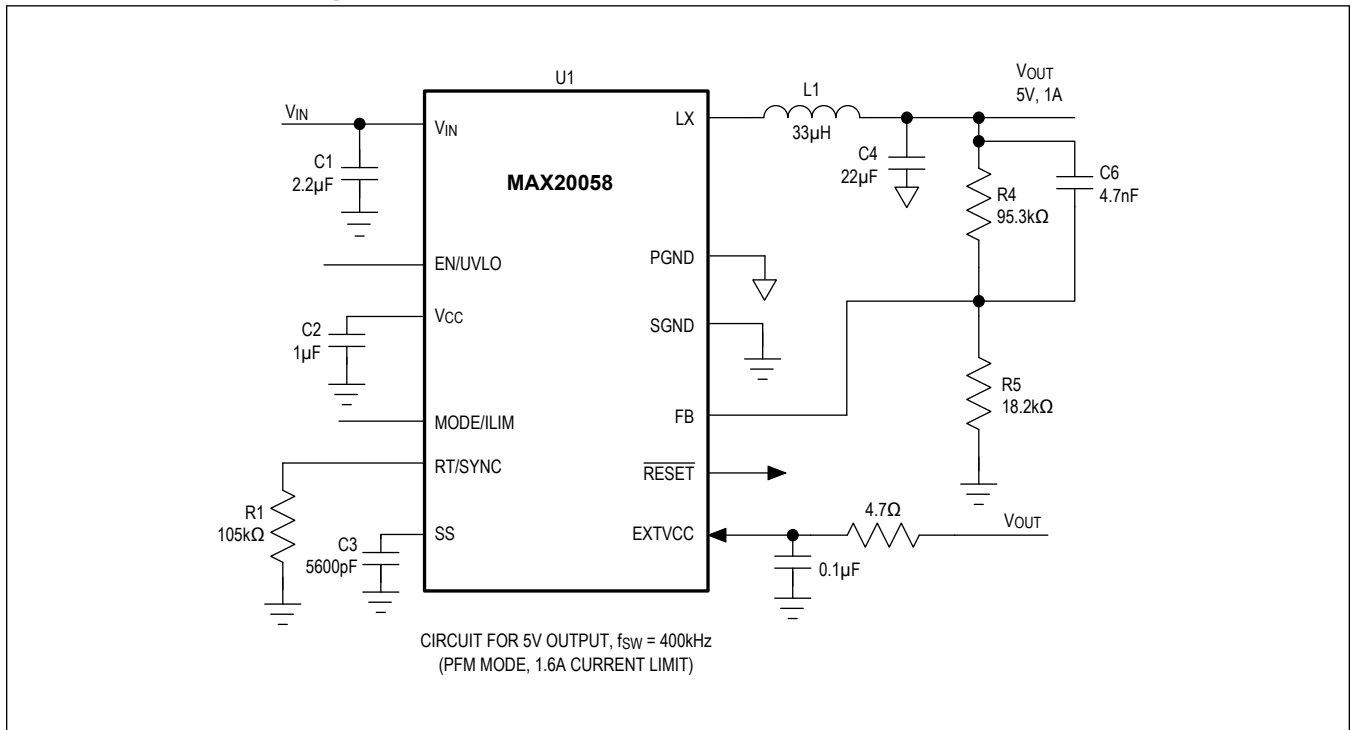 U1
VIN
C1
2.2µF
VIN
MAX20058
LX
L1
33µH
VOUT
5V, 1A
C4
22µF
R4
95.3kΩ
C6
4.7nF
EN/UVLO
PGND
C2
1µF
VCC
SGND
MODE/ILIM
FB
R5
18.2kΩ
RT/SYNC
RESET
R1
105kΩ
C3
5600pF
SS
EXTVCC
4.7Ω
VOUT
0.1µF
CIRCUIT FOR 5V OUTPUT, fSW = 400kHz
(PFM MODE, 1.6A CURRENT LIMIT)